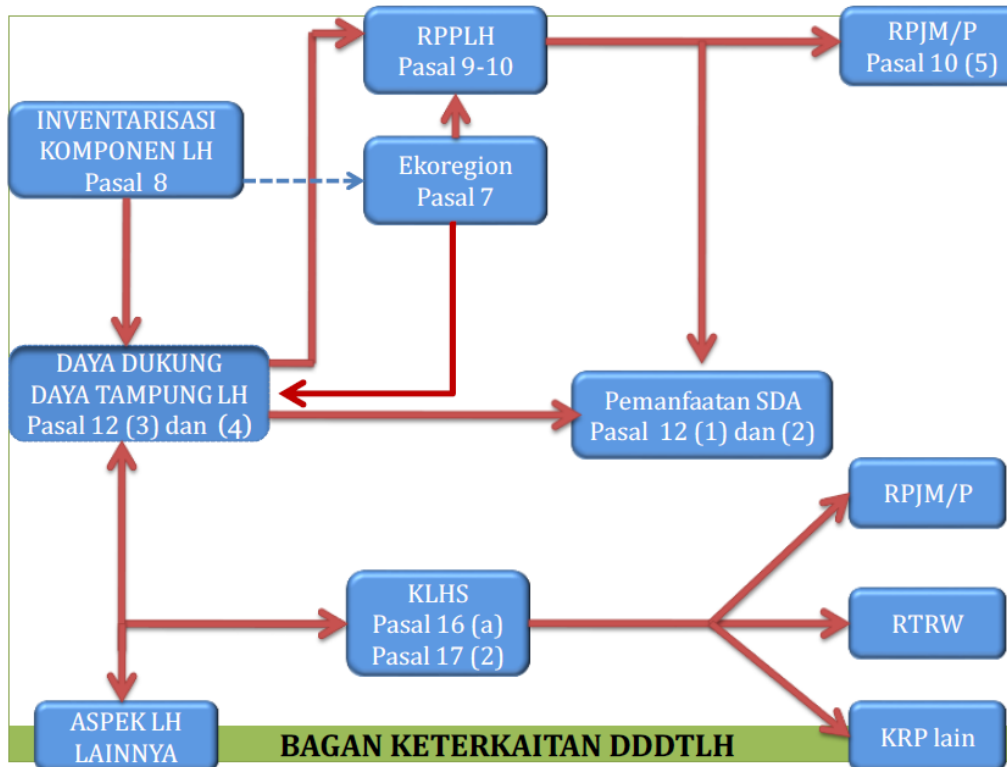 RPPLH
Pasal 9-10
RPJM/P
Pasal 10 (5)
INVENTARISASI
KOMPONEN LH
Pasal 8
Ekoregion
Pasal 7
DAYA DUKUNG
DAYA TAMPUNG LH
Pasal 12 (3) dan (4)
Pemanfaatan SDA
Pasal 12 (1) dan (2)
RPJM/P
KLHS
Pasal 16 (a)
Pasal 17 (2)
RTRW
ASPEK LH
LAINNYA
KRP lain
BAGAN KETERKAITAN DDDTLH